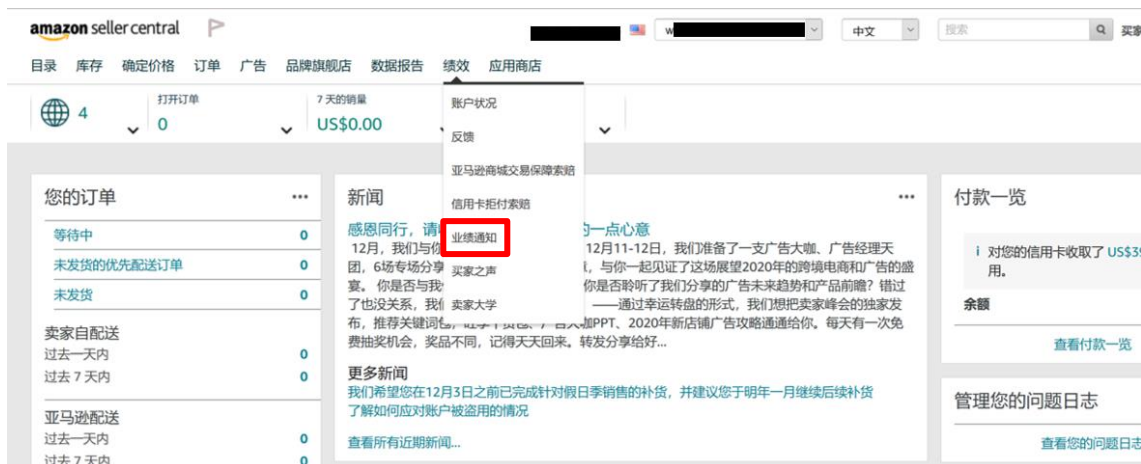 amazon seller central
w
中文
搜索
买家
目录 库存 确定价格 订单 广告 品牌旗舰店 数据报告 绩效 应用商店
4
打开订单
0
7 天的销量
US$0.00
账户状况
反馈
亚马逊商城交易保障索赔
信用卡拒付索赔
业绩通知
买家之声
卖家大学
您的订单
等待中 0
未发货的优先配送订单 0
未发货 0
卖家自配送
过去一天内 0
过去 7 天内 0
亚马逊配送
过去一天内 0
过去 7 天内 0
新闻
感恩同行,请 的一点心意
12月,我们与你 12月11-12日,我们准备了一支广告大咖、广告经理天
团,6场专场分享 ,与你一起见证了这场展望2020年的跨境电商和广告的盛
宴。你是否与我 你是否聆听了我们分享的广告未来趋势和产品前瞻?错过
了也没关系,我们 ——通过幸运转盘的形式,我们想把卖家峰会的独家发
布,推荐关键词包, PPT、2020年新店铺广告攻略通通给你。每天有一次免
费抽奖机会,奖品不同,记得天天回来。转发分享给好...
更多新闻
我们希望您在12月3日之前已完成针对假日季销售的补货,并建议您于明年一月继续后续补货
了解如何应对账户被盗用的情况
查看所有近期新闻...
付款一览
对您的信用卡收取了 US$39
用。
余额
查看付款一览
管理您的问题日志
查看您的问题日志